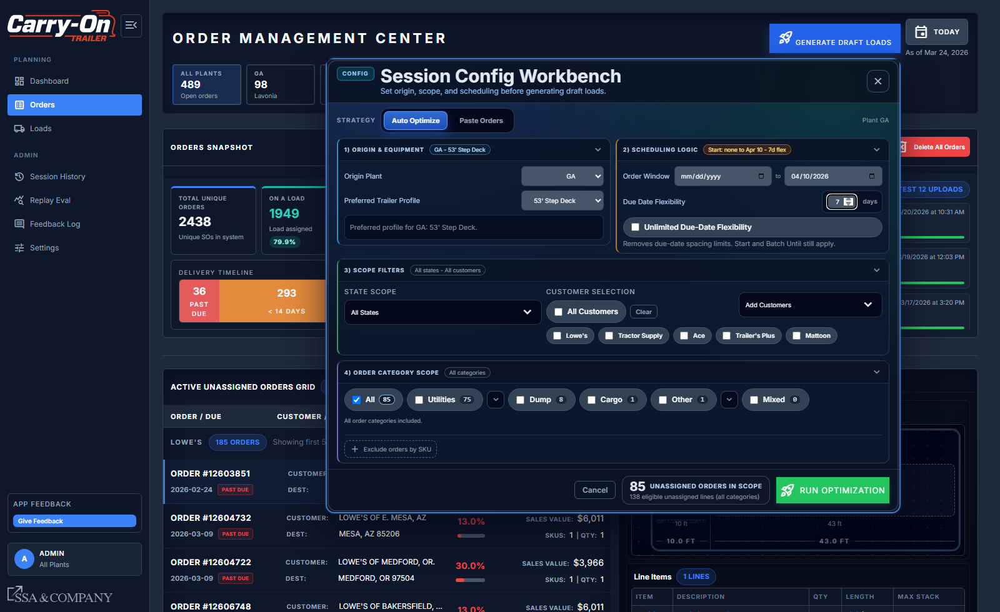 Carry-On
TRAILER
PLANNING
Dashboard
Orders
Loads
ADMIN
Session History
Replay Eval
Feedback Log
Settings
APP FEEDBACK
Give Feedback
A
ADMIN
All Plants
SSA & COMPANY
ORDER MANAGEMENT CENTER
GENERATE DRAFT LOADS
TODAY
As of Mar 24, 2026
ALL PLANTS
489
Open orders
GA
98
Lavonia
ORDERS SNAPSHOT
Delete All Orders
TOTAL UNIQUE
ORDERS
2438
Unique SOs in system
ON A LOAD
1949
Load assigned
79.9%
DELIVERY TIMELINE
36
PAST
DUE
293
< 14 DAYS
TEST 12 UPLOADS
/20/2026 at 10:31 AM
/19/2026 at 12:03 PM
3/17/2026 at 3:20 PM
CONFIG
Session Config Workbench
Set origin, scope, and scheduling before generating draft loads.
STRATEGY
Auto Optimize
Paste Orders
Plant GA
1) ORIGIN & EQUIPMENT
GA - 53' Step Deck
Origin Plant
GA
Preferred Trailer Profile
53' Step Deck
Preferred profile for GA: 53' Step Deck.
2) SCHEDULING LOGIC
Start: none to Apr 10 - 7d flex
Order Window
mm/dd/yyyy
to
04/10/2026
Due Date Flexibility
7
days
Unlimited Due-Date Flexibility
Removes due-date spacing limits. Start and Batch Until still apply.
3) SCOPE FILTERS
All states - All customers
STATE SCOPE
All States
CUSTOMER SELECTION
All Customers
Clear
Add Customers
Lowe's
Tractor Supply
Ace
Trailer's Plus
Mattoon
4) ORDER CATEGORY SCOPE
All categories
All 85
Utilities 75
Dump 8
Cargo 1
Other 1
Mixed 0
All order categories included.
+ Exclude orders by SKU
Cancel
85 UNASSIGNED ORDERS IN SCOPE
138 eligible unassigned lines (all categories)
RUN OPTIMIZATION
ACTIVE UNASSIGNED ORDERS GRID
ORDER / DUE
CUSTOMER /
LOWE'S
185 ORDERS
Showing first 5
ORDER #12603851
2026-02-24
PAST DUE
CUSTOMER
DEST:
ORDER #12604732
2026-03-09
PAST DUE
CUSTOMER:
LOWE'S OF E. MESA, AZ
DEST:
MESA, AZ 85206
13.0%
SALES VALUE: $6,011
SKUS: 1 | QTY: 1
ORDER #12604722
2026-03-09
PAST DUE
CUSTOMER:
LOWE'S OF MEDFORD, OR.
DEST:
MEDFORD, OR 97504
30.0%
SALES VALUE: $3,966
SKUS: 1 | QTY: 1
ORDER #12606748
CUSTOMER:
LOWE'S OF BAKERSFIELD, ...
13.0%
SALES VALUE: $6,011
10 ft
43 ft
10.0 FT
43.0 FT
Line Items
1 LINES
ITEM
DESCRIPTION
QTY
LENGTH
MAX STACK